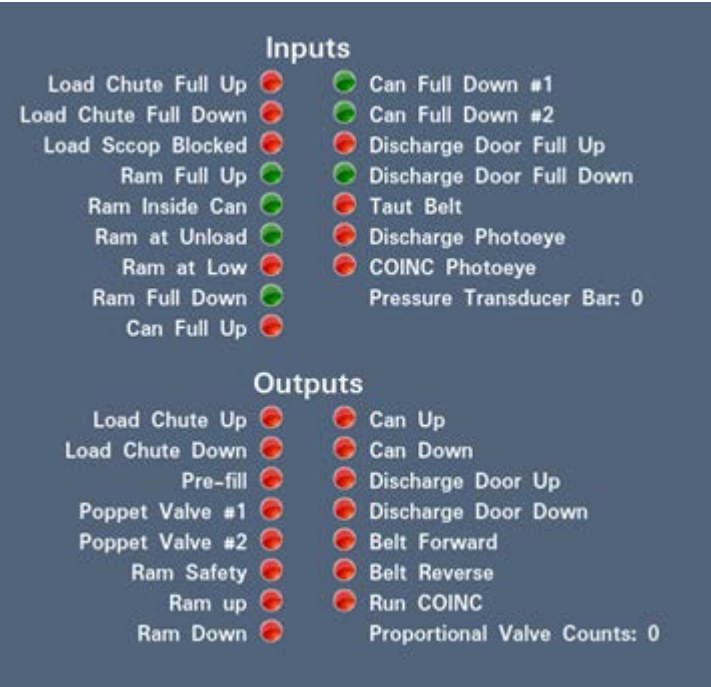 Inputs
Load Chute Full Up Can Full Down #1
Load Chute Full Down Can Full Down #2
Load Sccop Blocked Discharge Door Full Up
Ram Full Up Discharge Door Full Down
Ram Inside Can Taut Belt
Ram at Unload Discharge Photoeye
Ram at Low COINC Photoeye
Ram Full Down Pressure Transducer Bar: 0
Can Full Up
Outputs
Load Chute Up Can Up
Load Chute Down Can Down
Pre-fill Discharge Door Up
Poppet Valve #1 Discharge Door Down
Poppet Valve #2 Belt Forward
Ram Safety Belt Reverse
Ram up Run COINC
Ram Down Proportional Valve Counts: 0